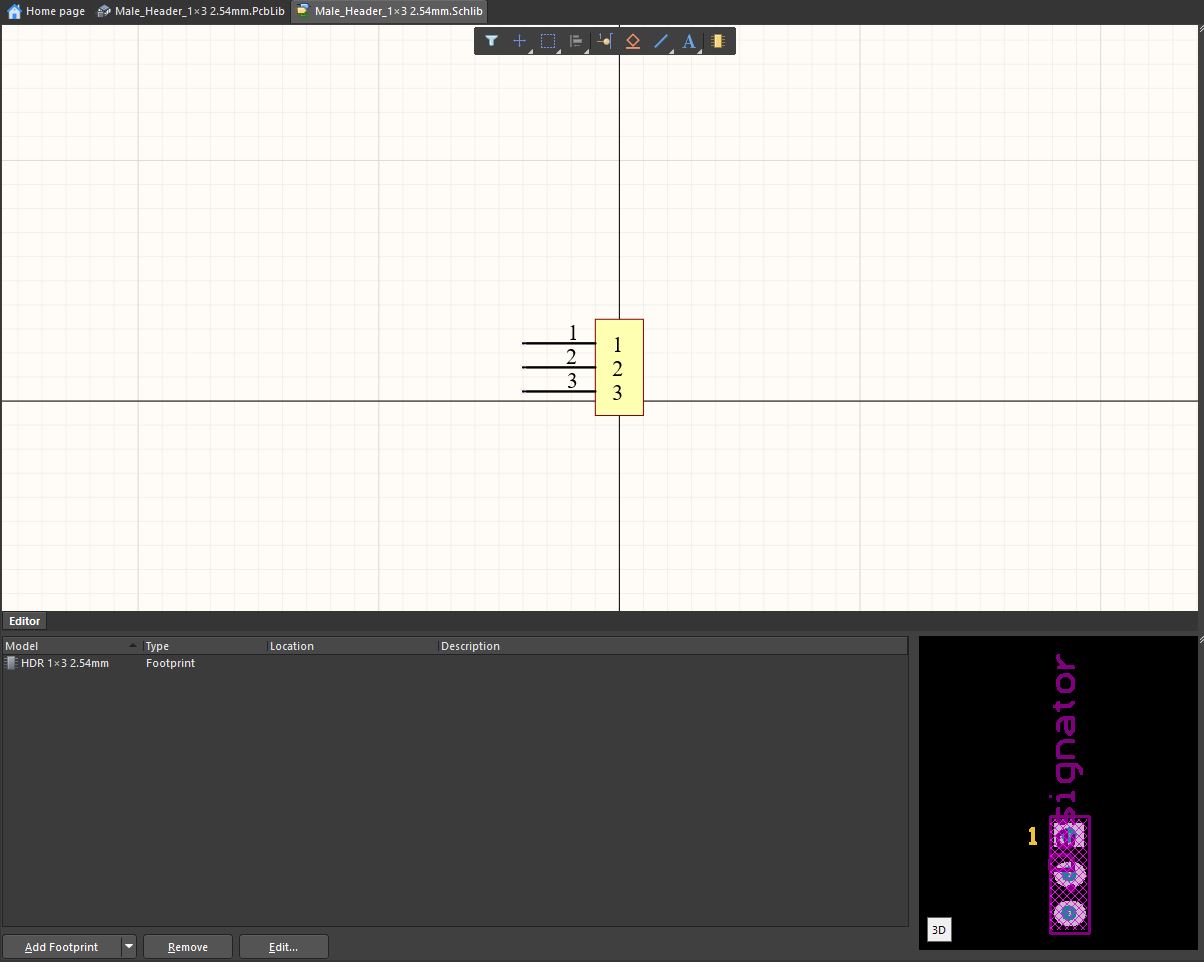 Home page Male_Header_1×3 2.54mm.PcbLib Male_Header_1×3 2.54mm.Schlib
A
1
2
3
1
2
3
Editor
Model Type Location Description
HDR 1×3 2.54mm Footprint
Designator
1
3D
Add Footprint Remove Edit...